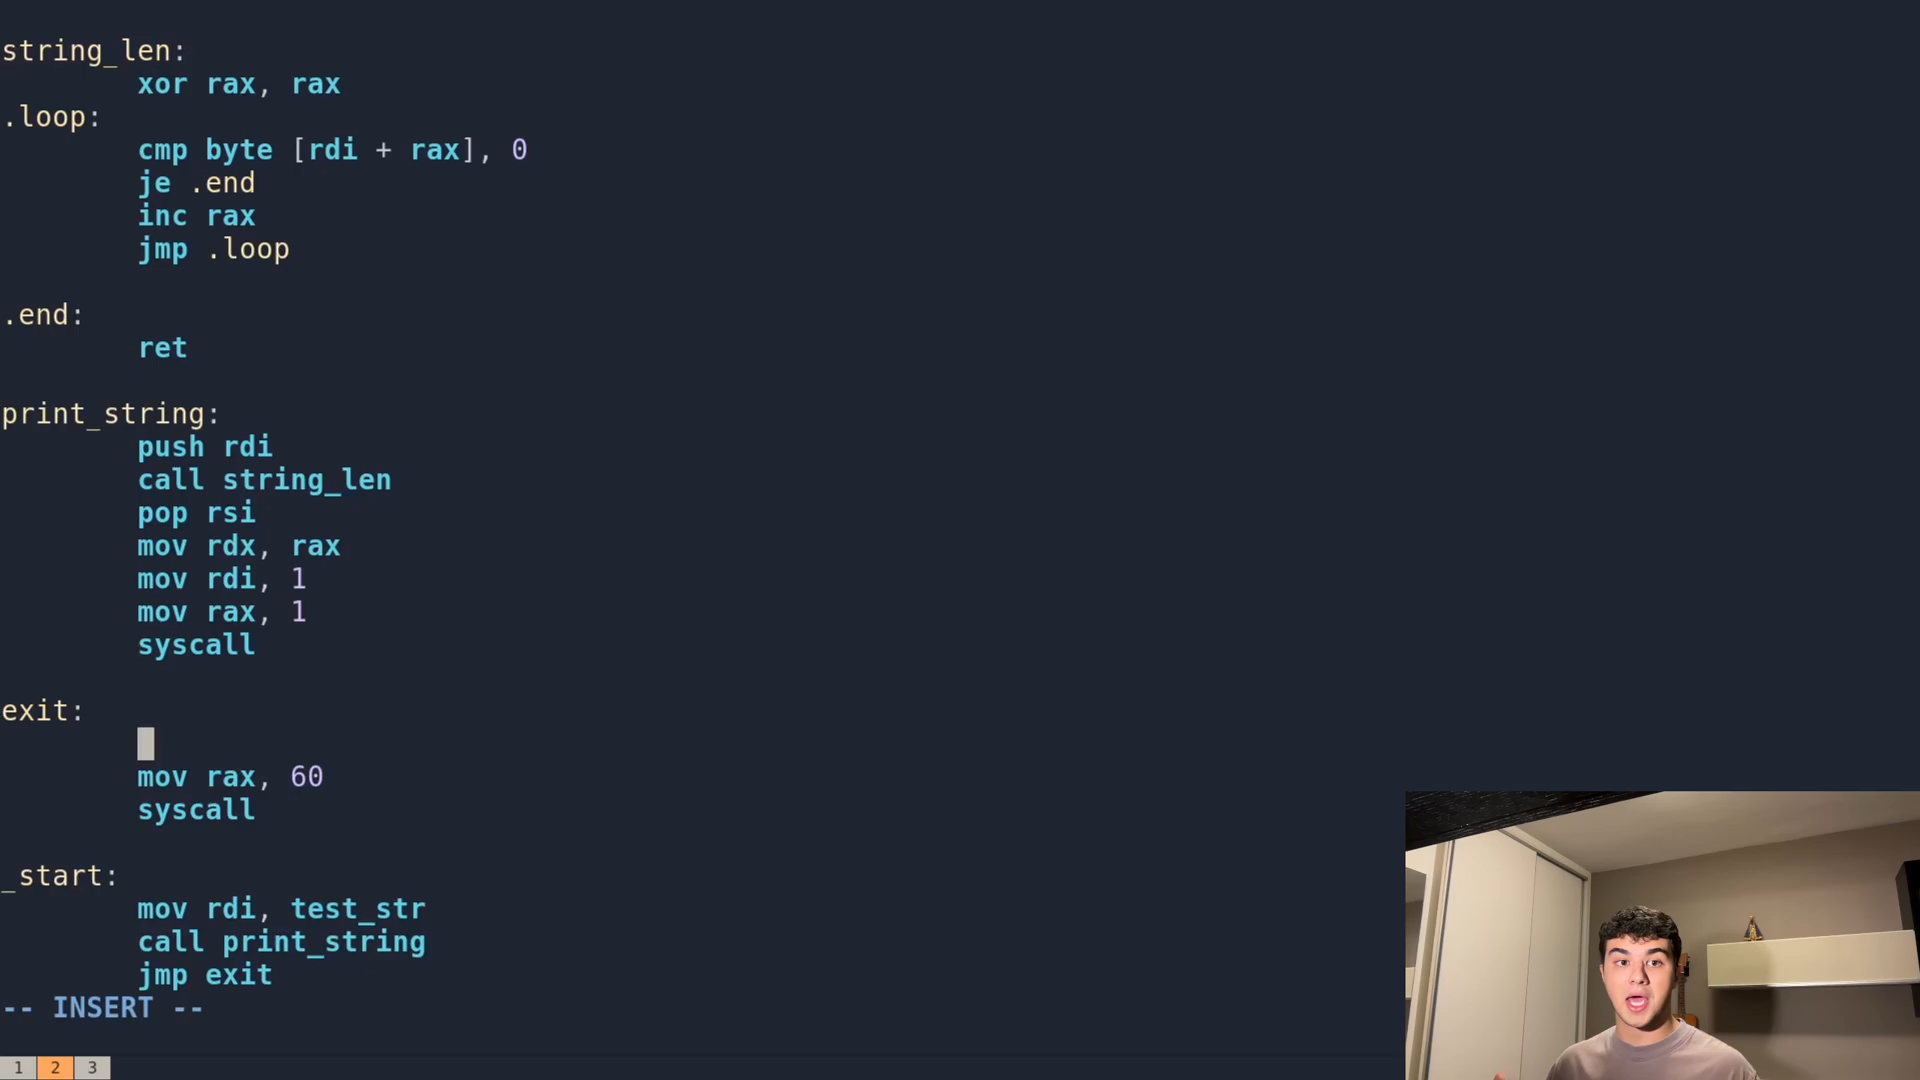 string_len:
xor rax, rax
.loop:
cmp byte [rdi + rax], 0
je .end
inc rax
jmp .loop
.end:
ret
print_string:
push rdi
call string_len
pop rsi
mov rdx, rax
mov rdi, 1
mov rax, 1
syscall
exit:
mov rax, 60
syscall
_start:
mov rdi, test_str
call print_string
jmp exit
-- INSERT --
1 2 3